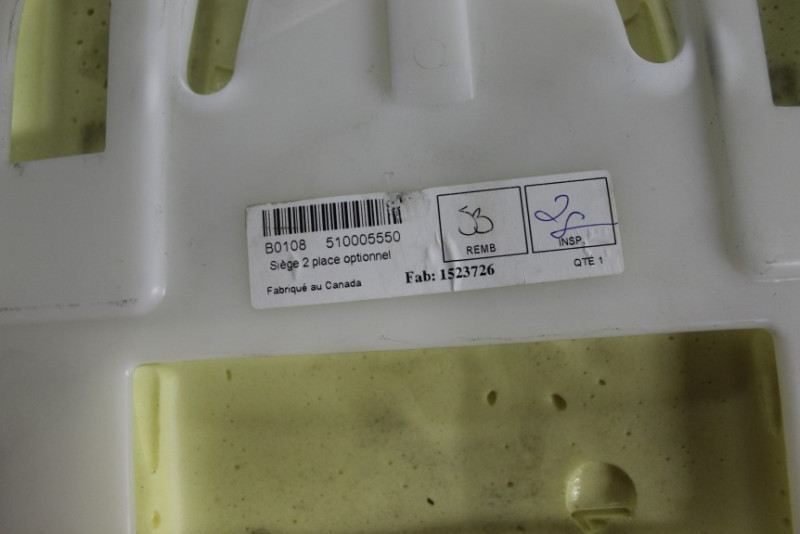 B0108 510005550
Siège 2 place optionnel
Fabriqué au Canada
Fab: 1523726
REMB
INSP.
QTE 1